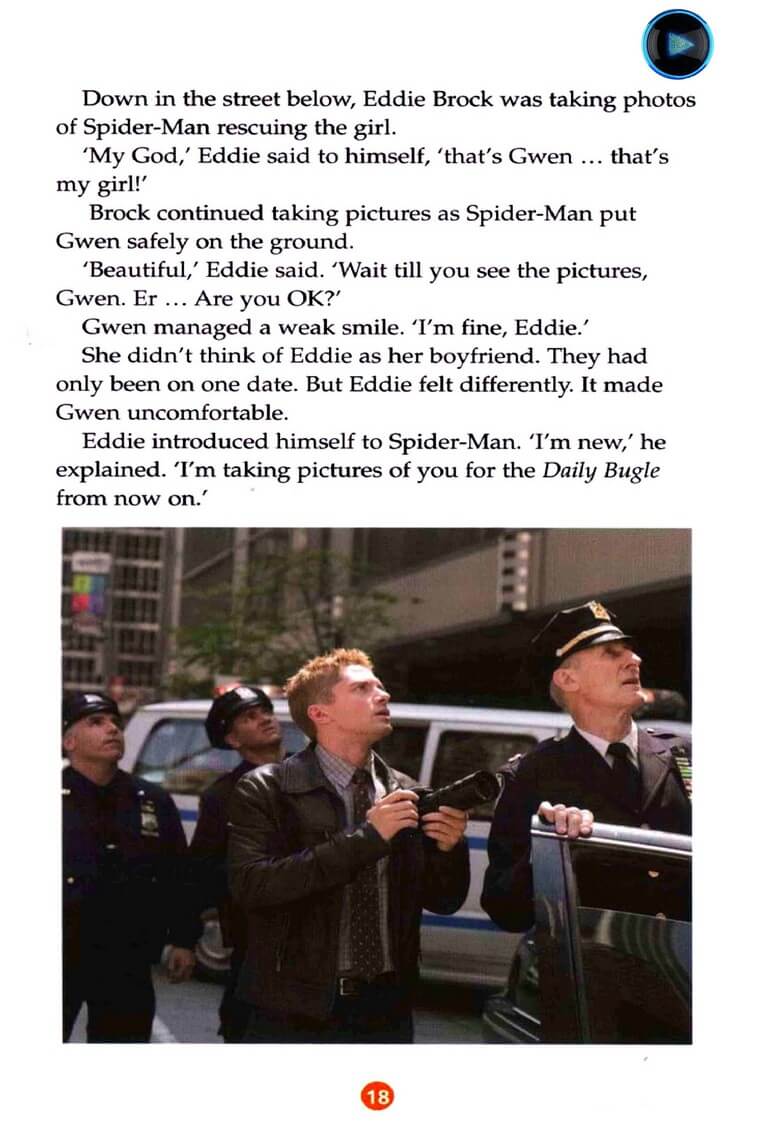 Down in the street below, Eddie Brock was taking photos
of Spider-Man rescuing the girl.
‘My God,’ Eddie said to himself, ‘that’s Gwen … that’s
my girl!’
Brock continued taking pictures as Spider-Man put
Gwen safely on the ground.
‘Beautiful,’ Eddie said. ‘Wait till you see the pictures,
Gwen. Er … Are you OK?’
Gwen managed a weak smile. ‘I’m fine, Eddie.’
She didn’t think of Eddie as her boyfriend. They had
only been on one date. But Eddie felt differently. It made
Gwen uncomfortable.
Eddie introduced himself to Spider-Man. ‘I’m new,’ he
explained. ‘I’m taking pictures of you for the Daily Bugle
from now on.’
18